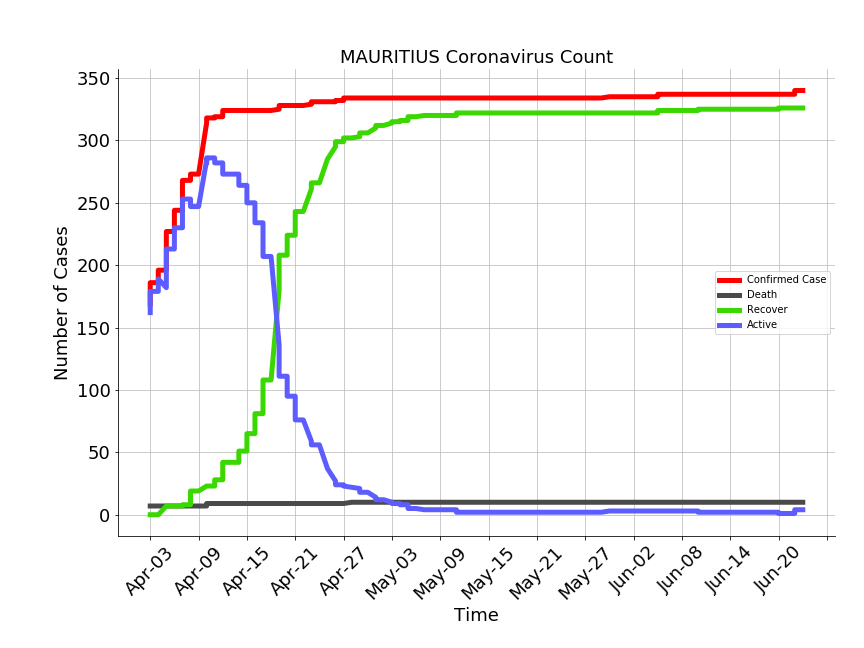 MAURITIUS Coronavirus Count
350
300
250
200
150
100
50
0
Number of Cases
Confirmed Case
Death
Recover
Active
Apr-03
Apr-09
Apr-15
Apr-21
Apr-27
May-03
May-09
May-15
May-21
May-27
Jun-02
Jun-08
Jun-14
Jun-20
Time